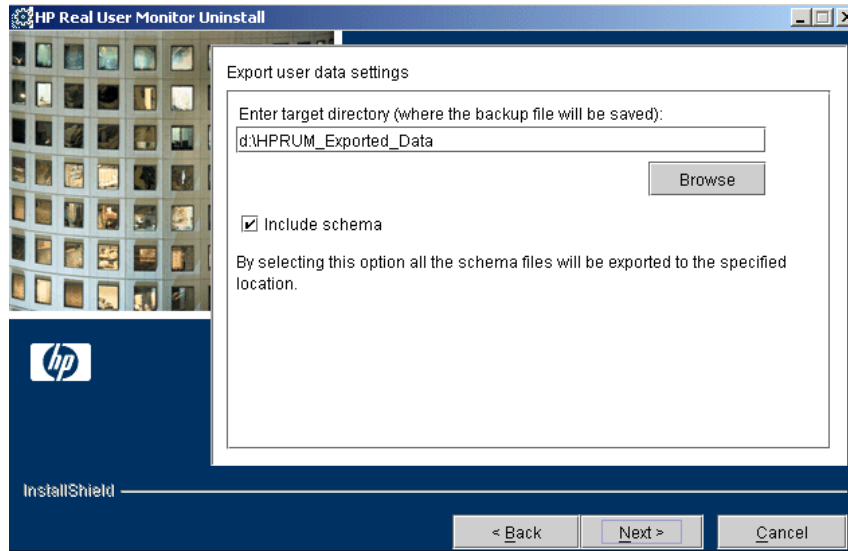 HP Real User Monitor Uninstall
Export user data settings
Enter target directory (where the backup file will be saved):
d:\HPRUM_Exported_Data
Browse
Include schema
By selecting this option all the schema files will be exported to the specified
location.
hp
InstallShield
< Back
Next >
Cancel